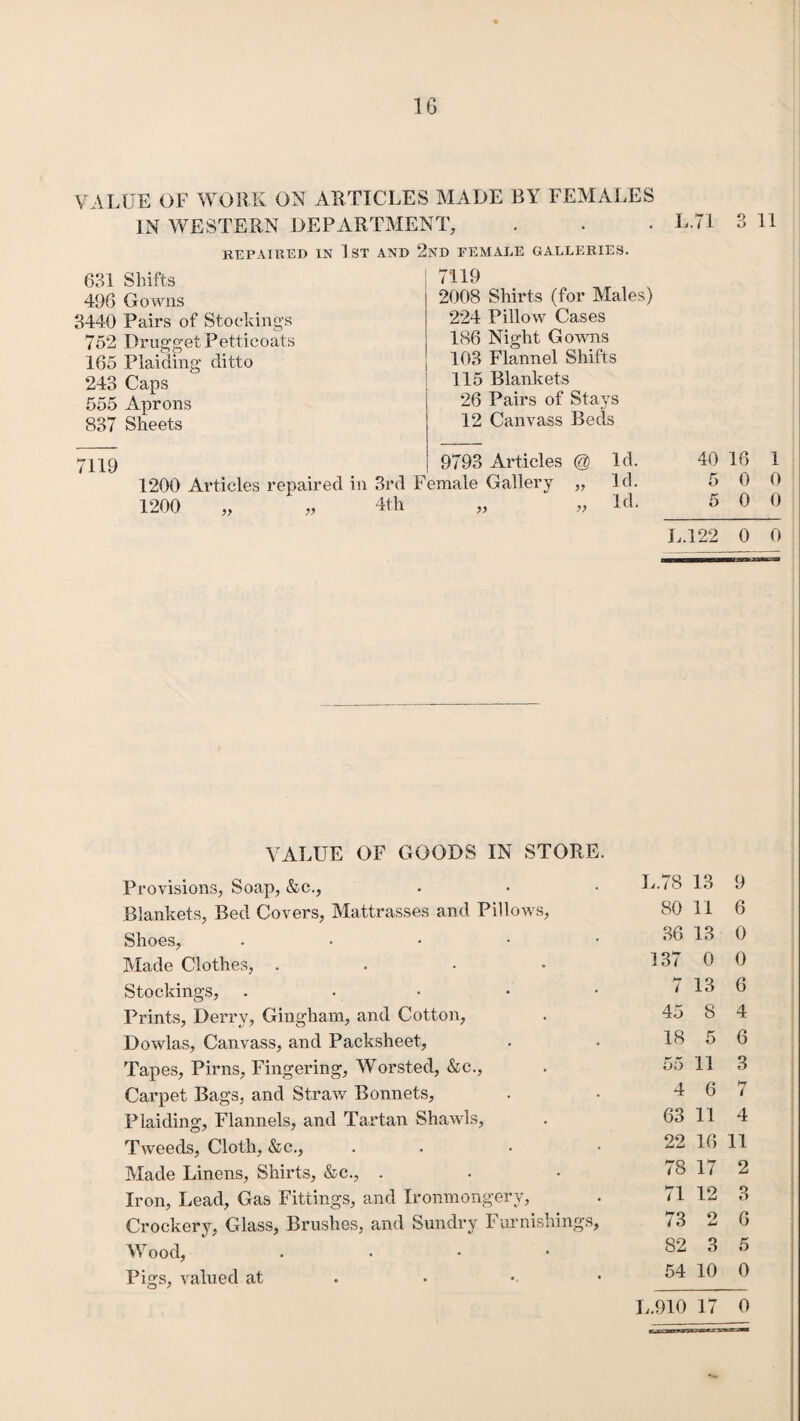 16
VALUE OF WORK ON ARTICLES MADE BY FEMALES
IN WESTERN DEPARTMENT, . . . L.71 3 11
REPAIRED IN 1ST AND 2ND FEMALE GALLERIES.
631 Shifts
496 Gowns
3440 Pairs of Stockings
752 Drugget Petticoats
165 Plaiding ditto
243 Caps
555 Aprons
837 Sheets
7119
7119
2008 Shirts (for Males)
224 Pillow Cases
186 Night Gowns
103 Flannel Shifts
115 Blankets
26 Pairs of Stays
12 Canvass Beds
9793 Articles @ 1d. 40 16 1
1200 Articles repaired in 3rd Female Gallery „ 1d. 5 0 0
1200 „ „ 4th „ „ 1d. 5 0 0
L.122 0 0
VALUE OF GOODS IN STORE.
Provisions, Soap, &c., . . . L.78 13 9
Blankets, Bed Covers, Mattrasses and Pillows, 80 11 6
Shoes, . . . . . 36 13 0
Made Clothes, . . . . 137 0 0
Stockings, . . . . . 7 13 6
Prints, Derry, Gingham, and Cotton, . 45 8 4
Dowlas, Canvass, and Packsheet, . . 18 5 6
Tapes, Pirns, Fingering, Worsted, &c., . 55 11 3
Carpet Bags, and Straw Bonnets, . . 4 6 7
Plaiding, Flannels, and Tartan Shawls, . 63 11 4
Tweeds, Cloth, &c., . . . . 22 16 11
Made Linens, Shirts, &c., . . . 78 17 2
Iron, Lead, Gas Fittings, and Ironmongery, . 71 12 3
Crockery, Glass, Brushes, and Sundry Furnishings, 73 2 6
Wood, . . . . 82 3 5
Pigs, valued at . . . . 54 10 0
L.910 17 0